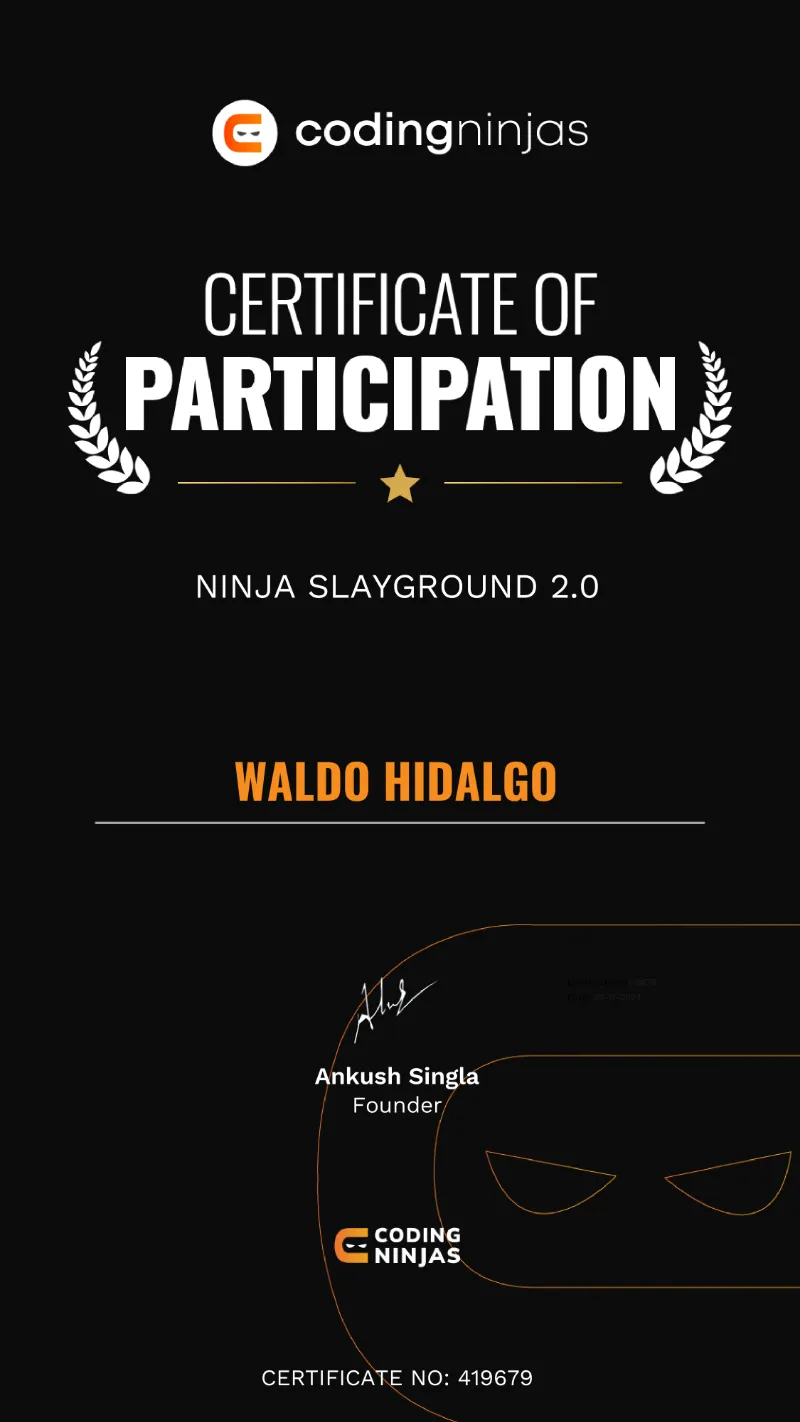 codingninjas
CERTIFICATE OF
PARTICIPATION
NINJA SLAYGROUND 2.0
WALDO HIDALGO
Ankush Singla
Founder
CODING
NINJAS
CERTIFICATE NO: 419679